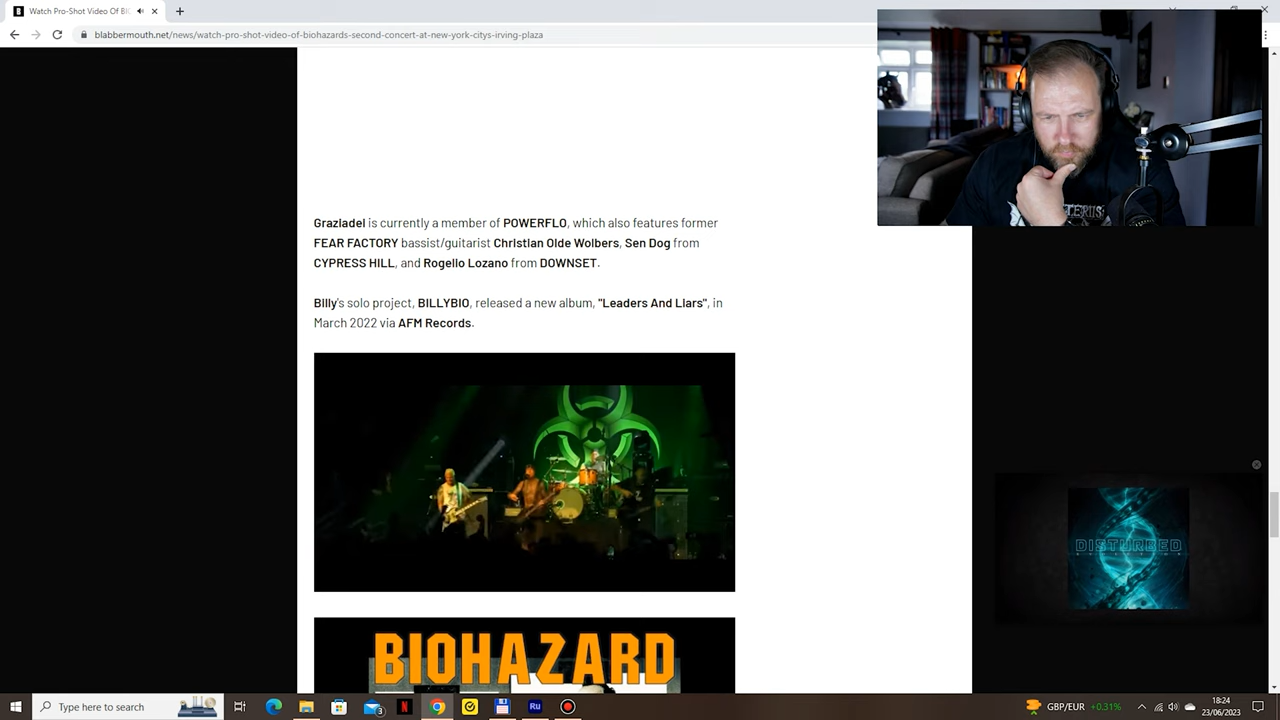 Watch Pro-Shot Video Of BI
blabbermouth.net/news/watch-pro-shot-video-of-biohazards-second-concert-at-new-york-citys-irving-plaza
Graziadei is currently a member of POWERFLO, which also features former
FEAR FACTORY bassist/guitarist Christian Olde Wolbers, Sen Dog from
CYPRESS HILL, and Rogelio Lozano from DOWNSET.
Billy's solo project, BILLYBIO, released a new album, "Leaders And Liars", in
March 2022 via AFM Records.
DISTURBED
BIOHAZARD
Type here to search
3
N
Ru
GBP/EUR +0.31%
18:24
23/06/2023